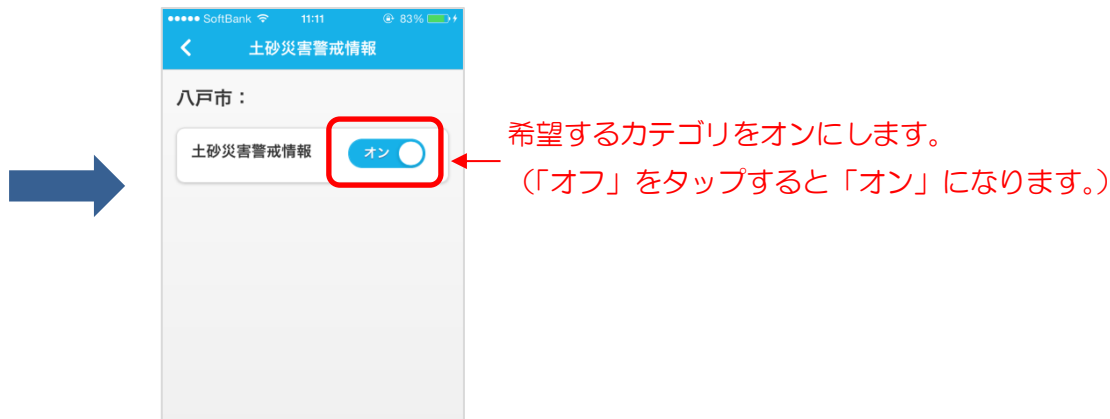 ●●●●● SoftBank 11:11 83%
土砂災害警戒情報
八戸市：
土砂災害警戒情報 オン
希望するカテゴリをオンにします。
（「オフ」をタップすると「オン」になります。）